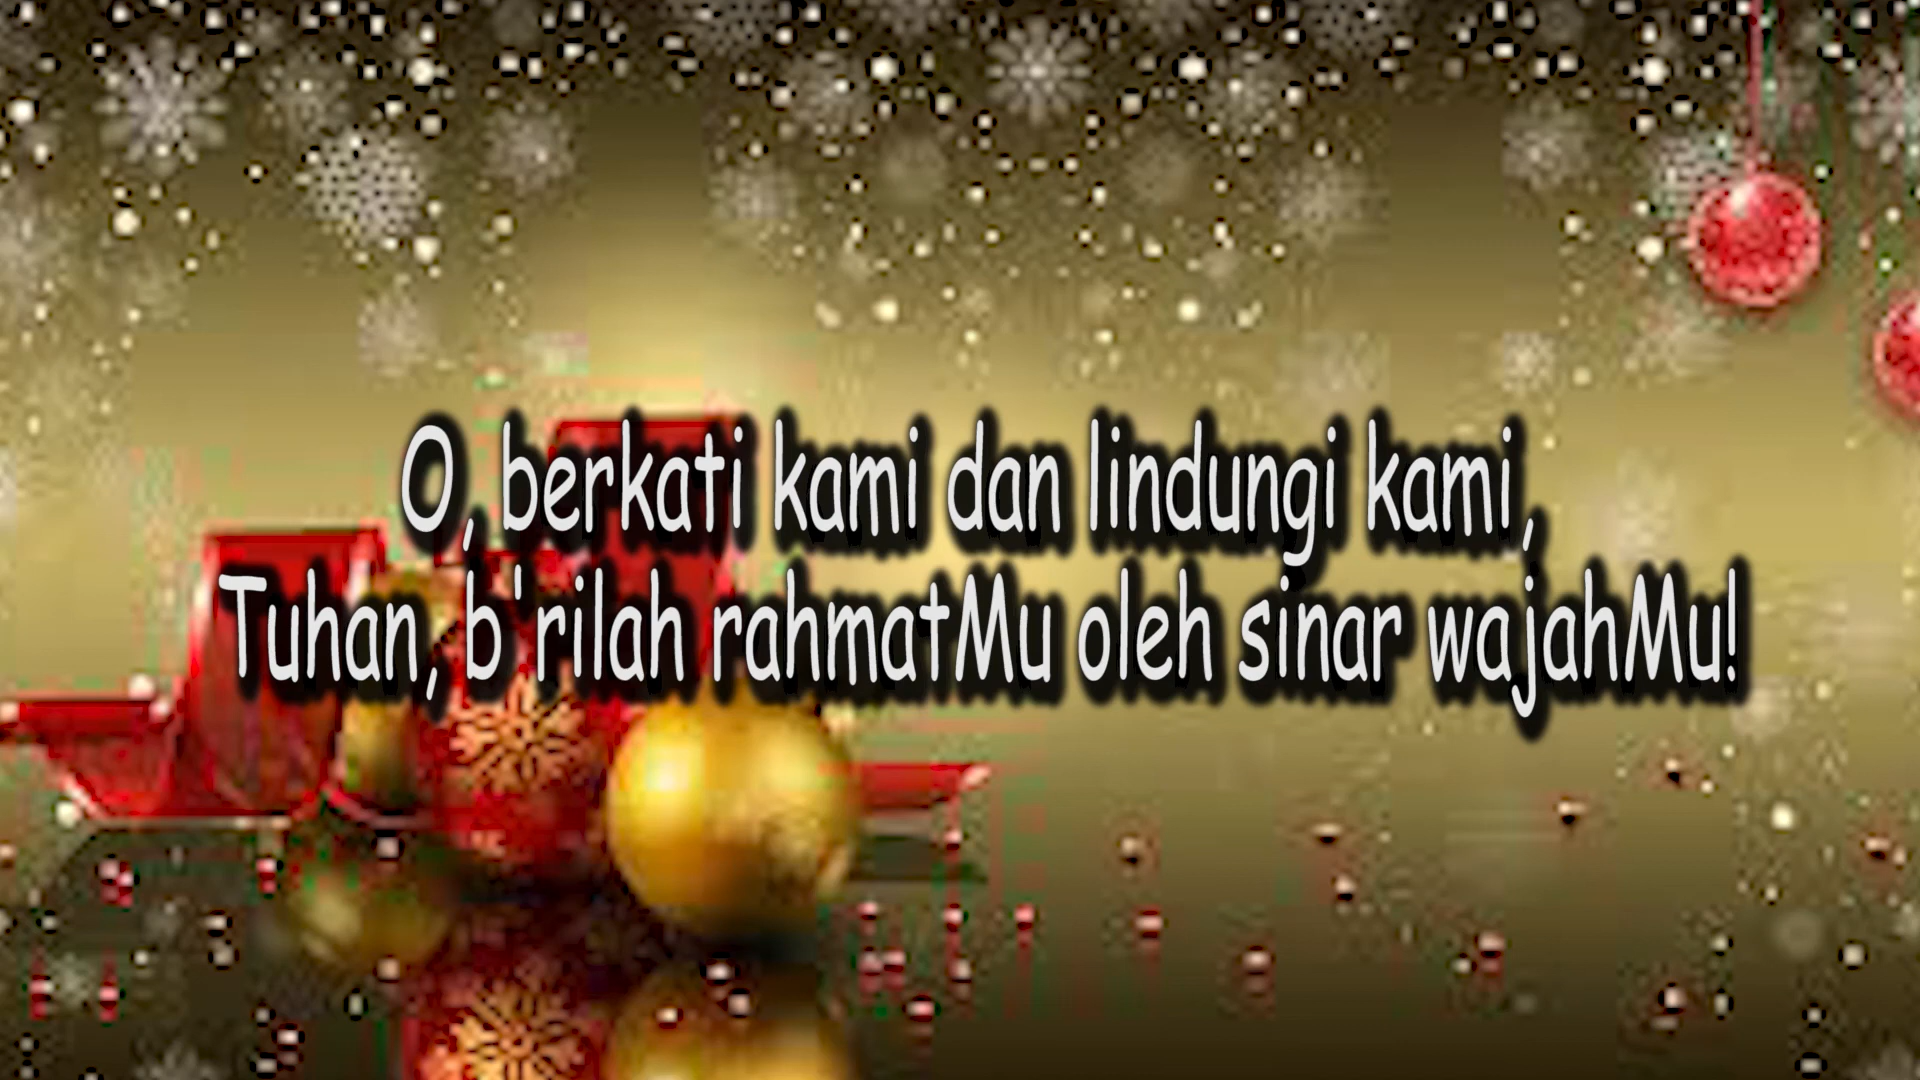 O, berkati kami dan lindungi kami,
Tuhan, b'rilah rahmatMu oleh sinar wajahMu!